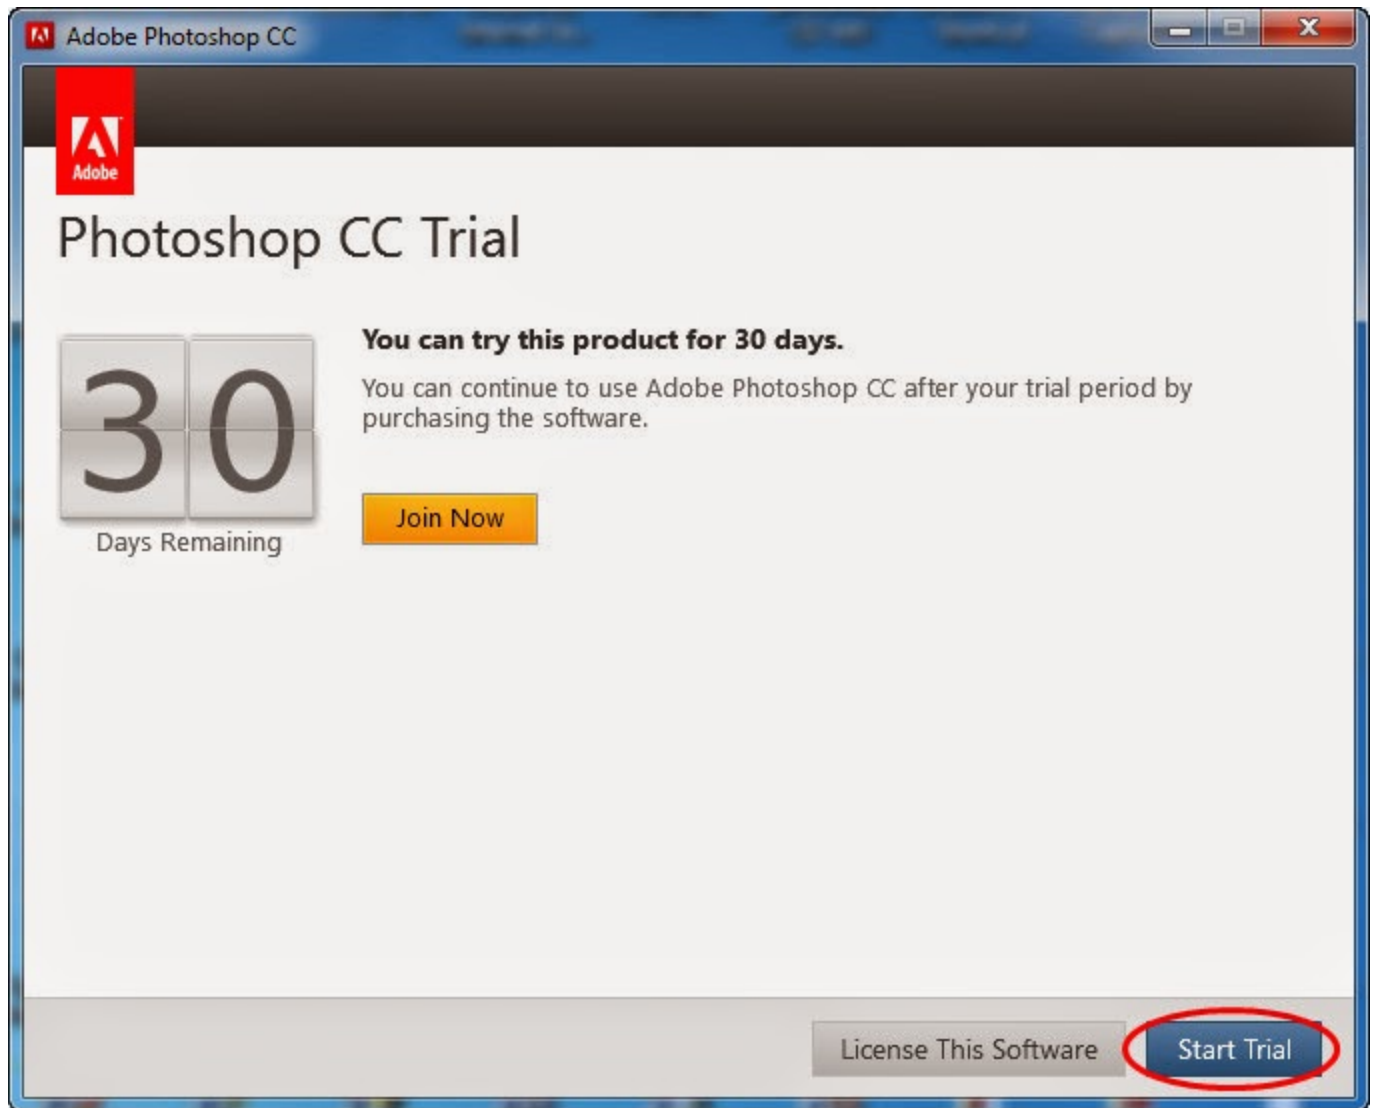 Adobe Photoshop CC
Adobe
Photoshop CC Trial
30
Days Remaining
You can try this product for 30 days.
You can continue to use Adobe Photoshop CC after your trial period by
purchasing the software.
Join Now
License This Software
Start Trial